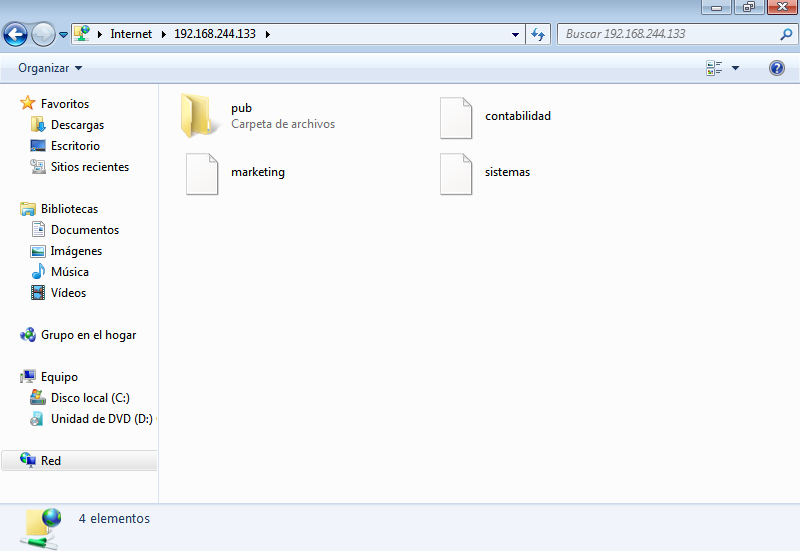 Internet
192.168.244.133
Buscar 192.168.244.133
Organizar
Favoritos
Descargas
Escritorio
Sitios recientes
Bibliotecas
Documentos
Imágenes
Música
Vídeos
Grupo en el hogar
Equipo
Disco local (C:)
Unidad de DVD (D:)
Red
pub
Carpeta de archivos
contabilidad
marketing
sistemas
4 elementos